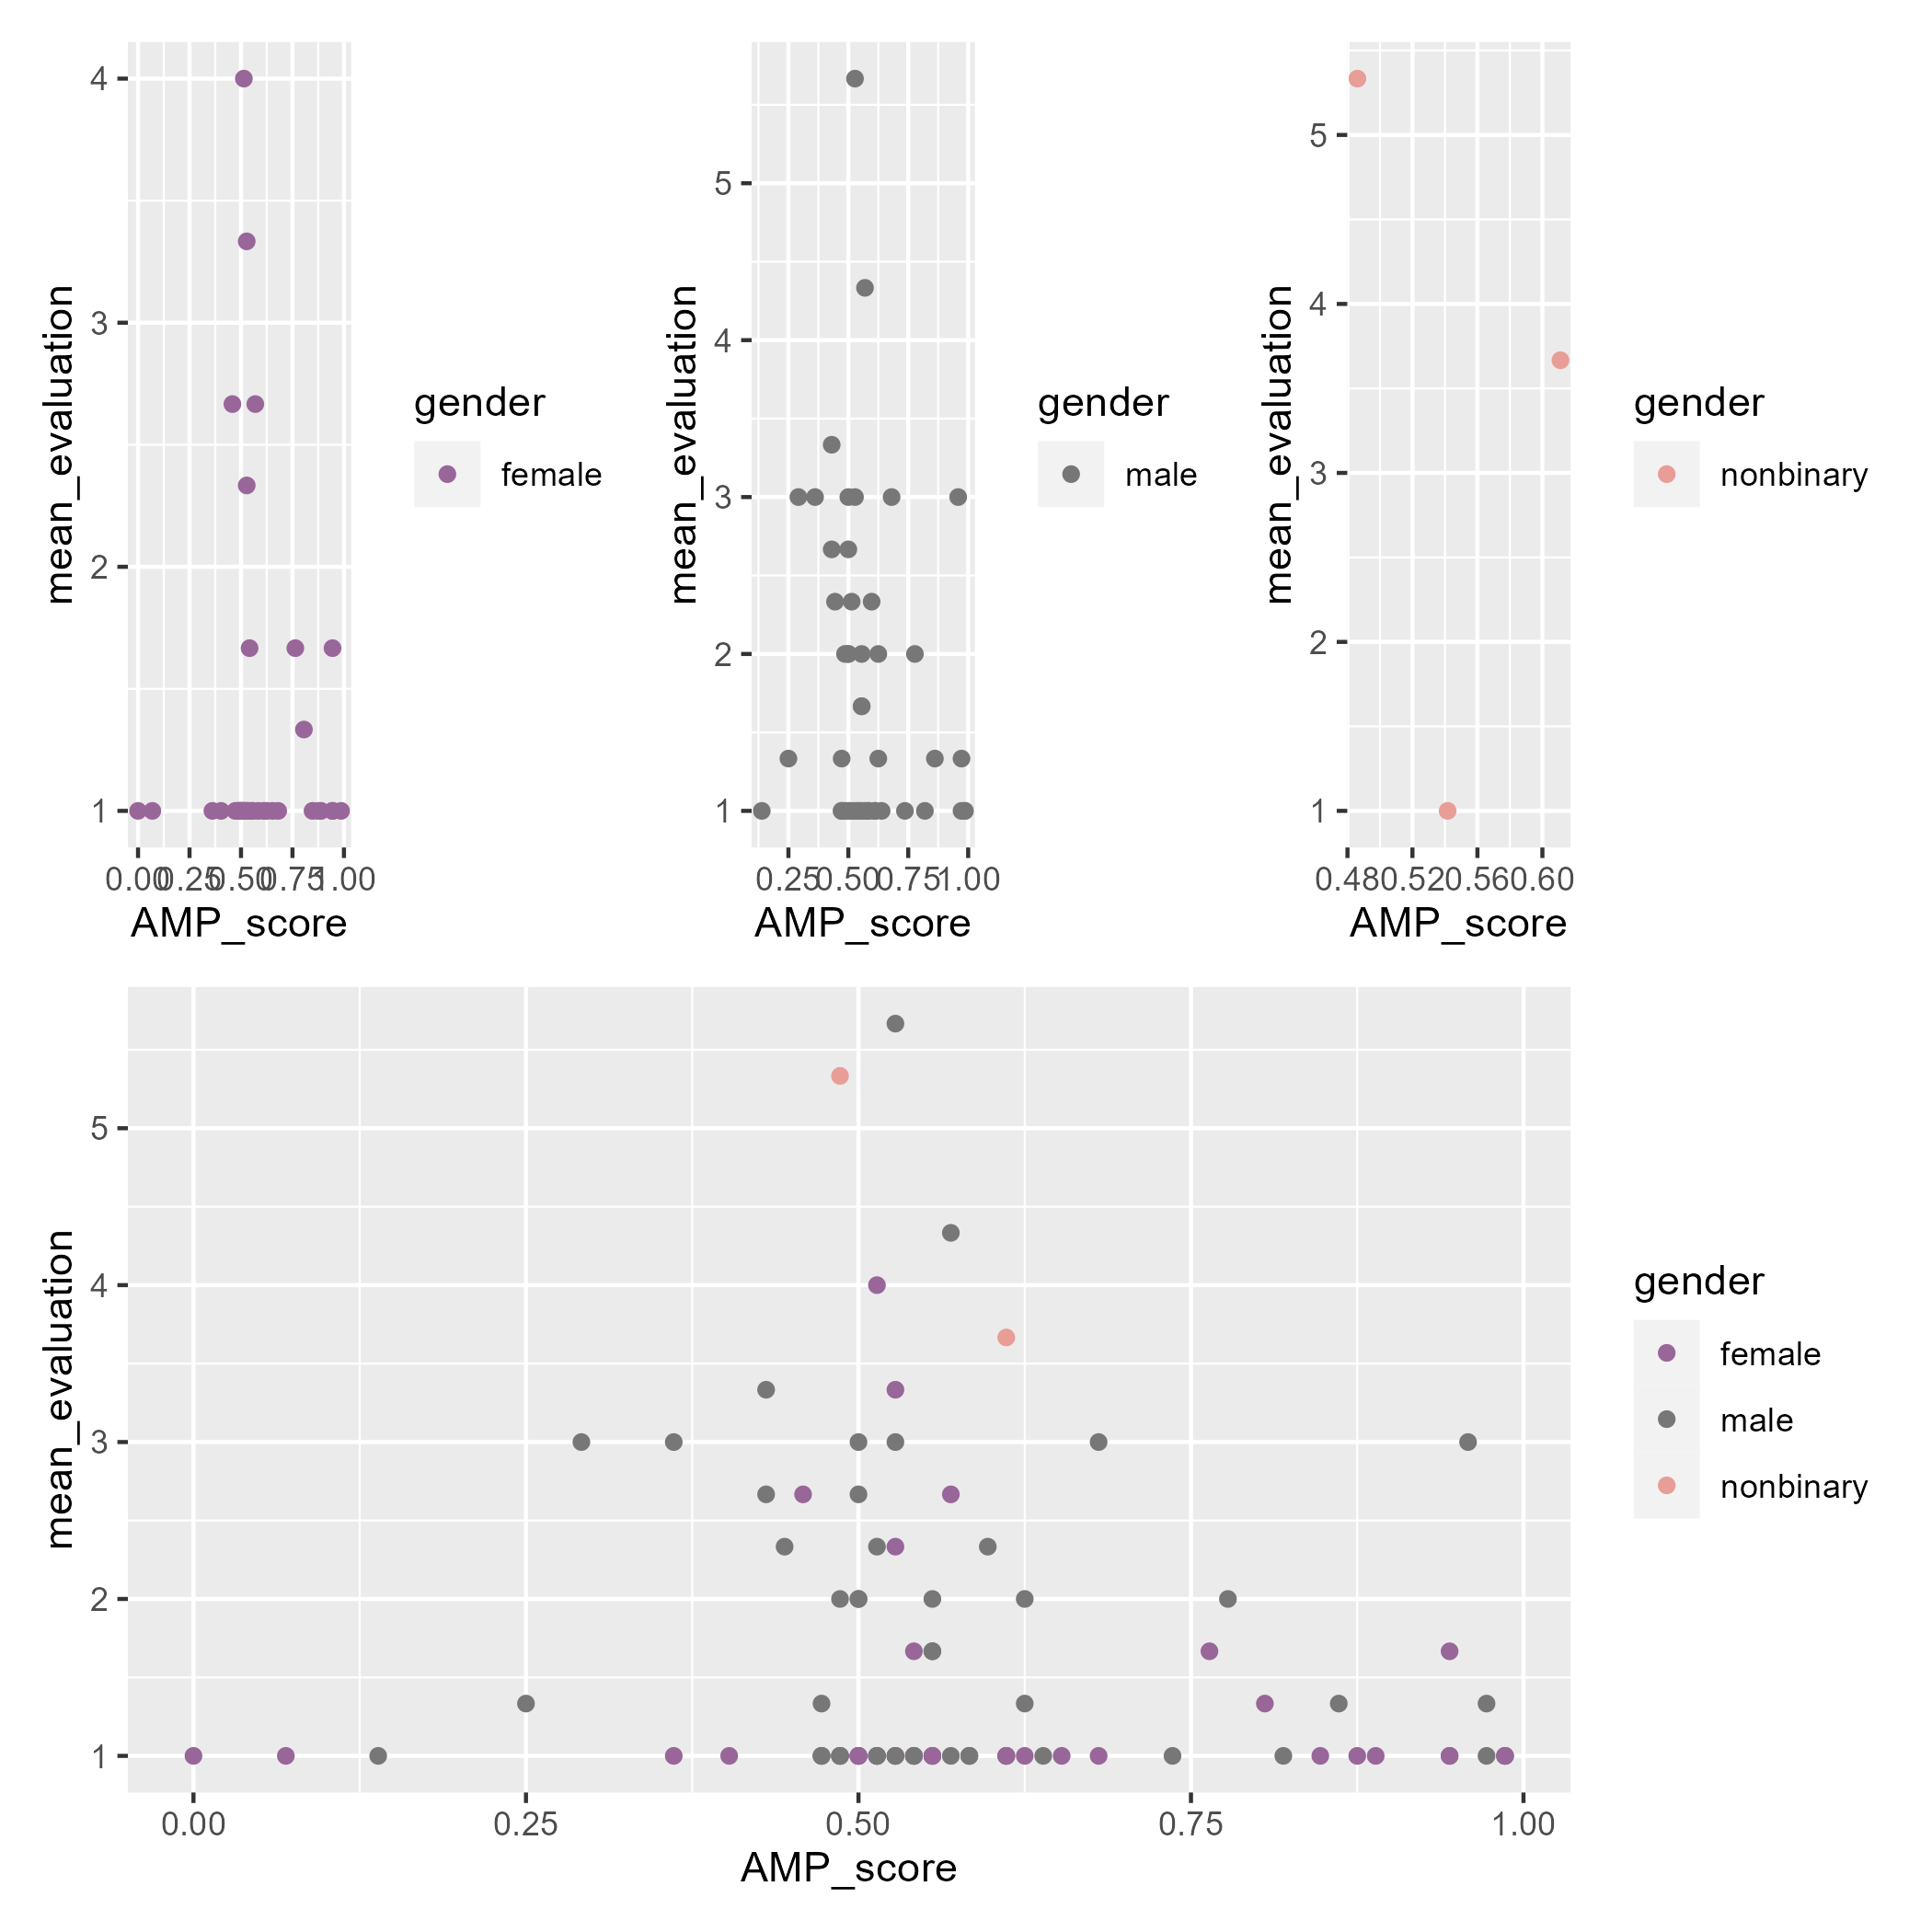 4
3
2
1
mean_evaluation
0.00 0.25 0.50 0.75 1.00
AMP_score
gender
female
5
4
3
2
1
mean_evaluation
0.25 0.50 0.75 1.00
AMP_score
gender
male
5
4
3
2
1
mean_evaluation
0.48 0.52 0.56 0.60
AMP_score
gender
nonbinary
5
4
3
2
1
mean_evaluation
0.00 0.25 0.50 0.75 1.00
AMP_score
gender
female
male
nonbinary